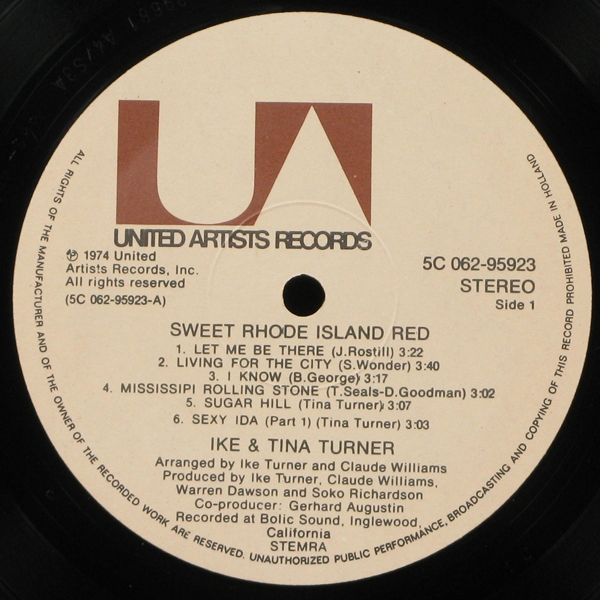 UA
UNITED ARTISTS RECORDS
℗ 1974 United
Artists Records, Inc.
All rights reserved
(5C 062-95923-A)
5C 062-95923
STEREO
Side 1
SWEET RHODE ISLAND RED
1. LET ME BE THERE (J.Rostill) 3:22
2. LIVING FOR THE CITY (S.Wonder) 3:40
3. I KNOW (B.George) 3:17
4. MISSISSIPI ROLLING STONE (T.Seals-D.Goodman) 3:02
5. SUGAR HILL (Tina Turner) 3:07
6. SEXY IDA (Part 1) (Tina Turner) 3:03
IKE & TINA TURNER
Arranged by Ike Turner and Claude Williams
Produced by Ike Turner, Claude Williams,
Warren Dawson and Soko Richardson
Co-producer: Gerhard Augustin
Recorded at Bolic Sound, Inglewood,
California
STEMRA
ALL RIGHTS OF THE MANUFACTURER AND OF THE OWNER OF THE RECORDED WORK ARE RESERVED. UNAUTHORIZED PUBLIC PERFORMANCE, BROADCASTING AND COPYING OF THIS RECORD PROHIBITED MADE IN HOLLAND